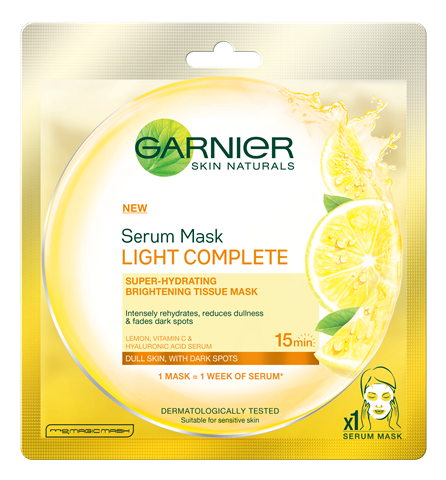 GARNIER
SKIN NATURALS
NEW
Serum Mask
LIGHT COMPLETE
SUPER-HYDRATING
BRIGHTENING TISSUE MASK
Intensely rehydrates, reduces dullness
& fades dark spots
LEMON, VITAMIN C &
HYALURONIC ACID SERUM
15min
DULL SKIN, WITH DARK SPOTS
1 MASK = 1 WEEK OF SERUM*
DERMATOLOGICALLY TESTED
Suitable for sensitive skin
x1
SERUM MASK